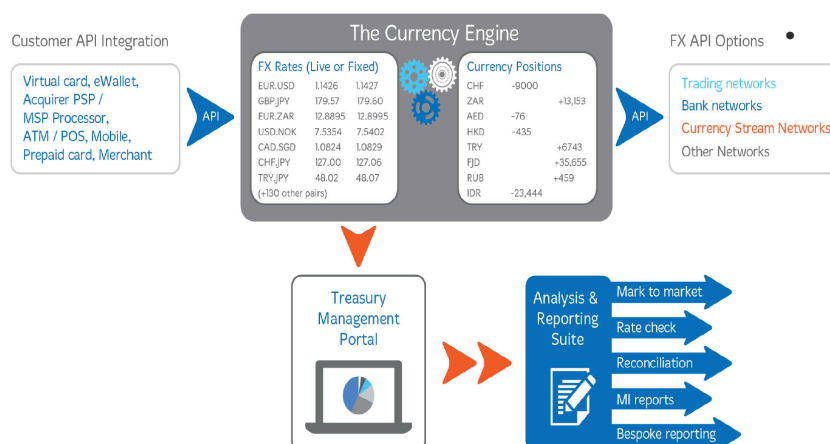 Customer API Integration
Virtual card, eWallet,
Acquirer PSP /
MSP Processor,
ATM / POS, Mobile,
Prepaid card, Merchant
API
The Currency Engine
FX Rates (Live or Fixed)
EUR.USD 1.1426 1.1427
GBP.JPY 179.57 179.60
EUR.ZAR 12.8895 12.8995
USD.NOK 7.5354 7.5402
CAD.SGD 1.0824 1.0829
CHF.JPY 127.00 127.06
TRY.JPY 48.02 48.07
(+130 other pairs)
Currency Positions
CHF -9000
ZAR +13,153
AED -76
HKD -435
TRY +6743
FJD +35,655
RUB +459
IDR -23,444
API
FX API Options
Trading networks
Bank networks
Currency Stream Networks
Other Networks
Treasury
Management
Portal
Analysis &
Reporting
Suite
Mark to market
Rate check
Reconciliation
MI reports
Bespoke reporting